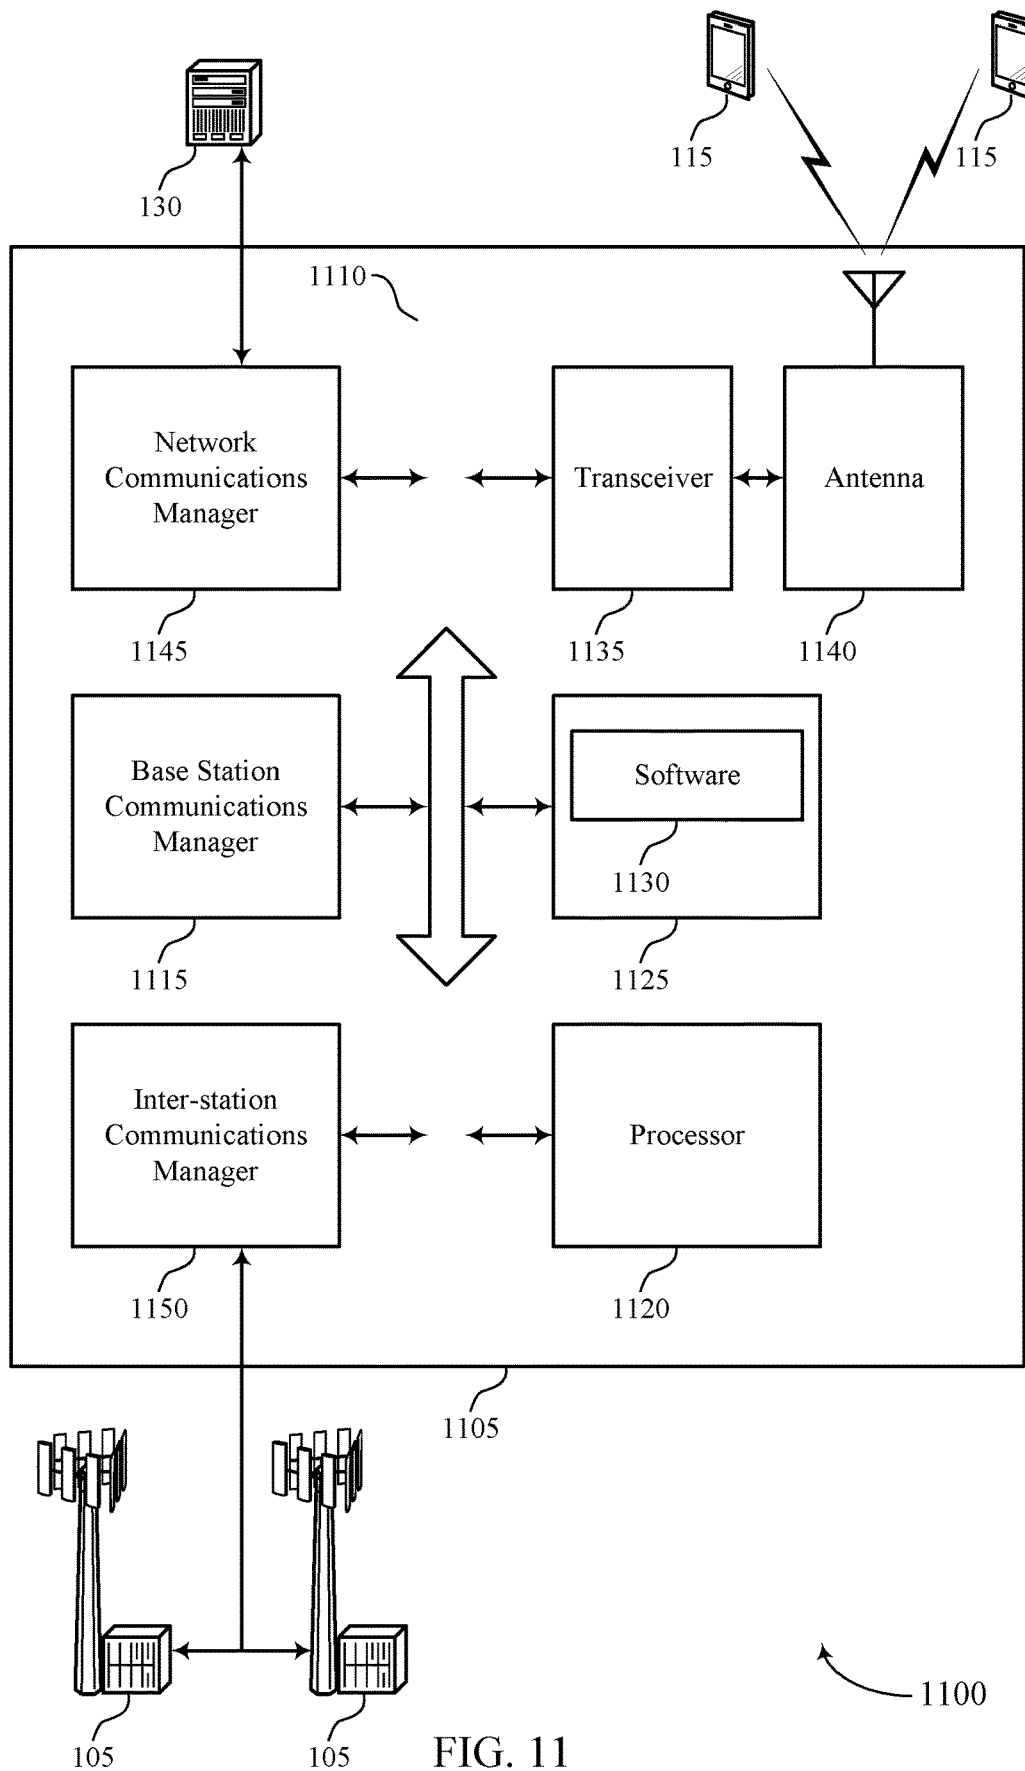 115
115
130
1110
Network
Communications
Manager
Transceiver
Antenna
1145
1135
1140
Base Station
Communications
Manager
Software
1130
1115
1125
Inter-station
Communications
Manager
Processor
1150
1120
1105
1100
105
105
FIG. 11